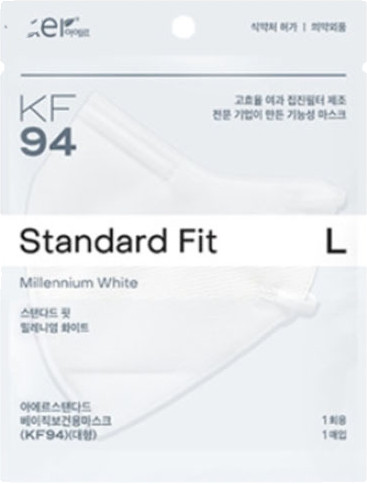 aer 아에르
식약처 허가 | 의약외품
KF
94
고효율 여과 집진필터 제조
전문 기업이 만든 기능성 마스크
Standard Fit L
Millennium White
스탠다드 핏
밀레니엄 화이트
아에르스탠다드
베이직보건용마스크
(KF94)(대형)
1회용
1매입